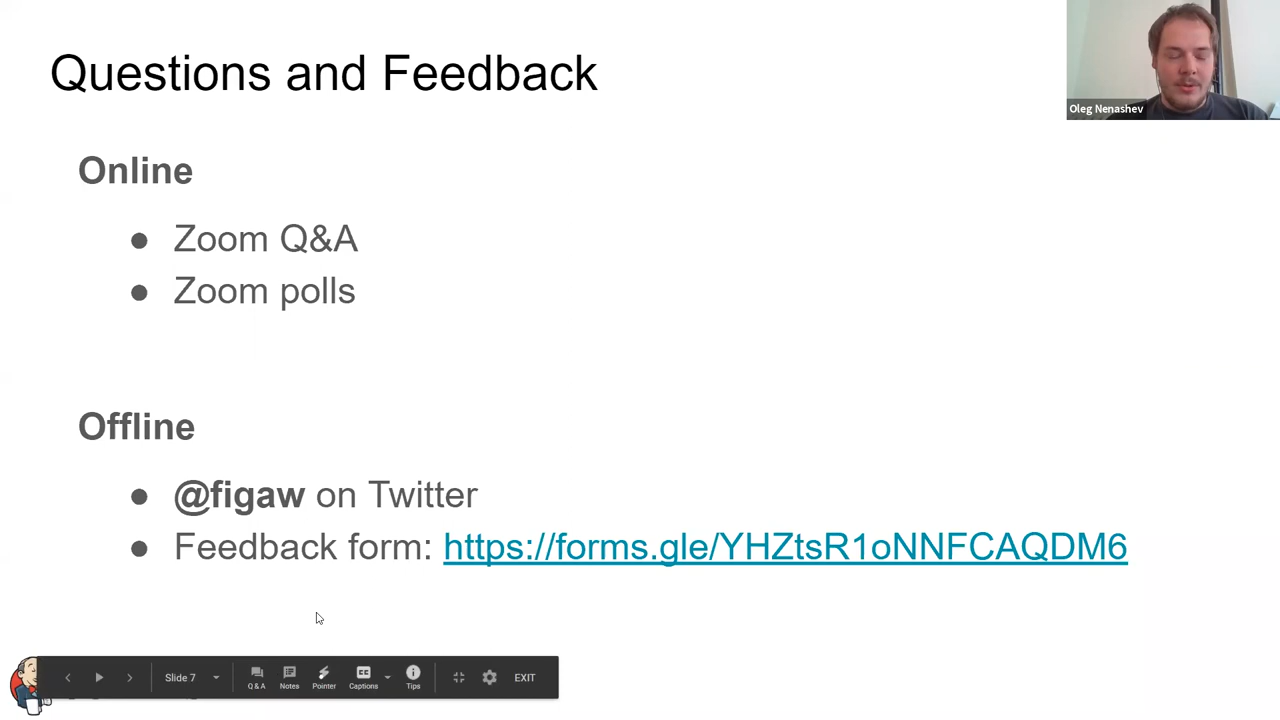 Questions and Feedback
Oleg Nenashev
Online
● Zoom Q&A
● Zoom polls
Offline
● @figaw on Twitter
● Feedback form: https://forms.gle/YHZtsR1oNNFCAQDM6
Slide 7
Q & A
Notes
Pointer
Captions
Tips
EXIT